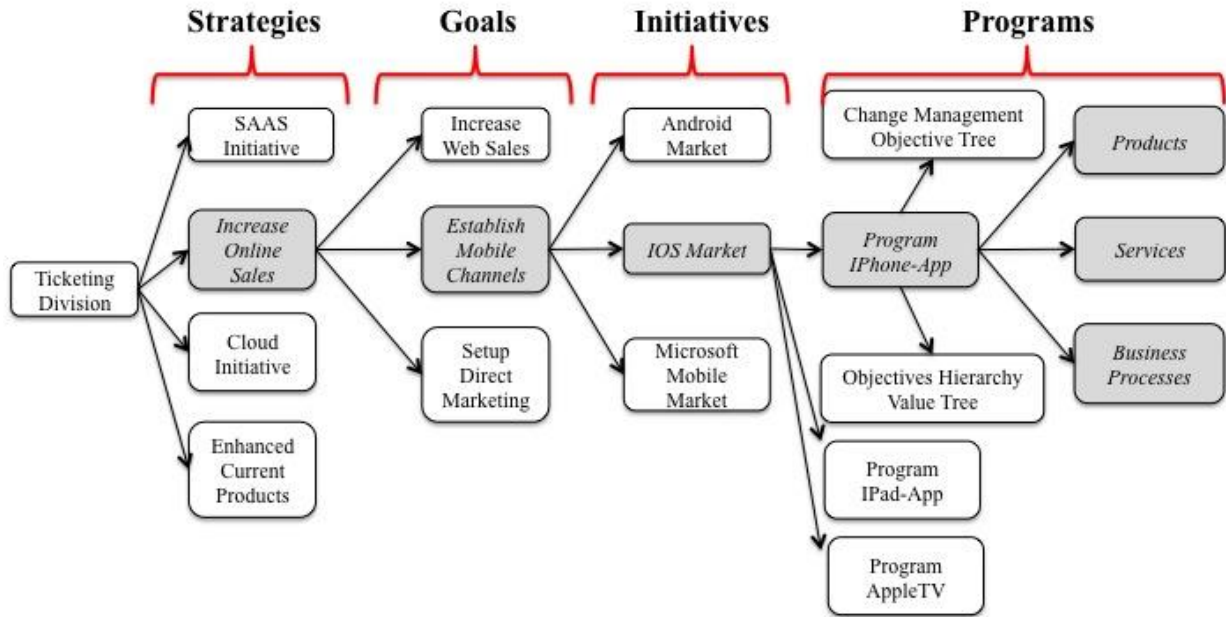 Strategies
Goals
Initiatives
Programs
Ticketing
Division
SAAS
Initiative
Increase
Online
Sales
Cloud
Initiative
Enhanced
Current
Products
Increase
Web Sales
Establish
Mobile
Channels
Setup
Direct
Marketing
Android
Market
IOS Market
Microsoft
Mobile
Market
Change Management
Objective Tree
Program
IPhone-App
Objectives Hierarchy
Value Tree
Program
IPad-App
Program
AppleTV
Products
Services
Business
Processes